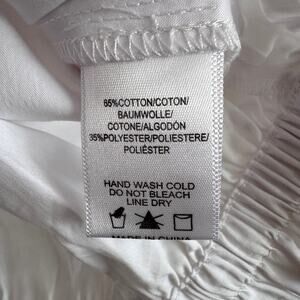 65%COTTON/COTON/
BAUMWOLLE/
COTONE/ALGODÓN
35%POLYESTER/POLIESTERE/
POLIÉSTER
HAND WASH COLD
DO NOT BLEACH
LINE DRY
MADE IN CHINA